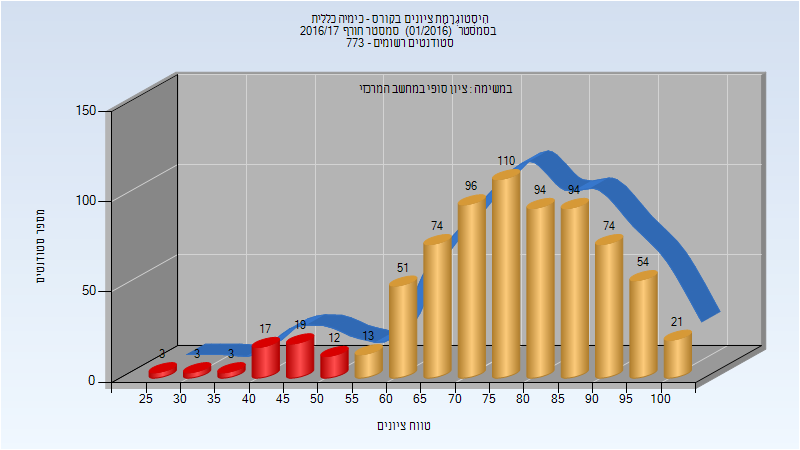 היסטוגרמת ציונים בקורס - כימיה כללית
בסמסטר (01/2016) סמסטר חורף 2016/17
סטודנטים רשומים - 773
במשימה : ציון סופי במחשב המרכזי
150
100
50
0
מספר סטודנטים
3 3 3 17 19 12 13 51 74 96 110 94 94 74 54 21
25 30 35 40 45 50 55 60 65 70 75 80 85 90 95 100
טווח ציונים